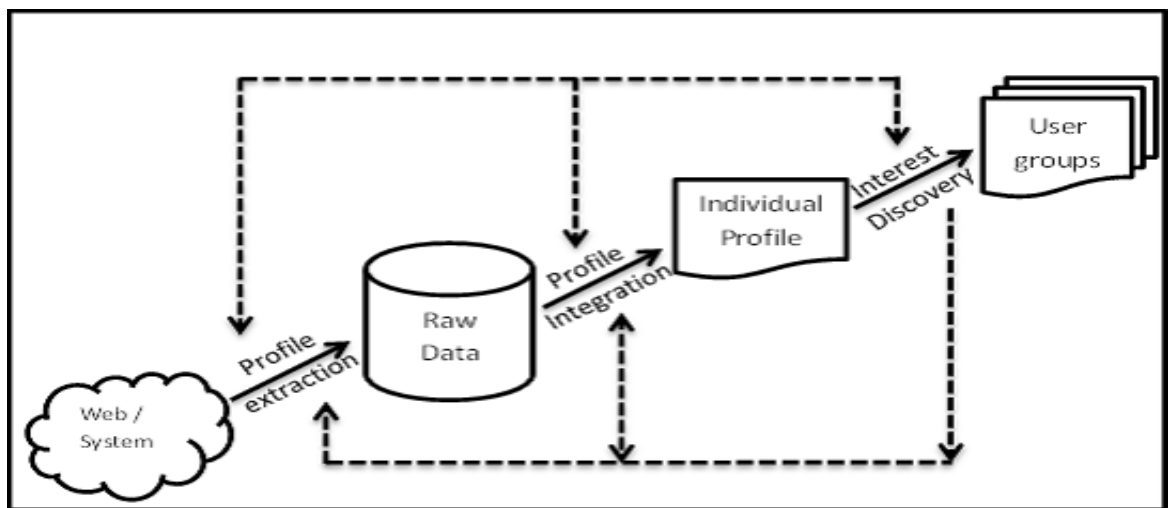 Web /
System
Profile
extraction
Raw
Data
Profile
Integration
Individual
Profile
Interest
Discovery
User
groups